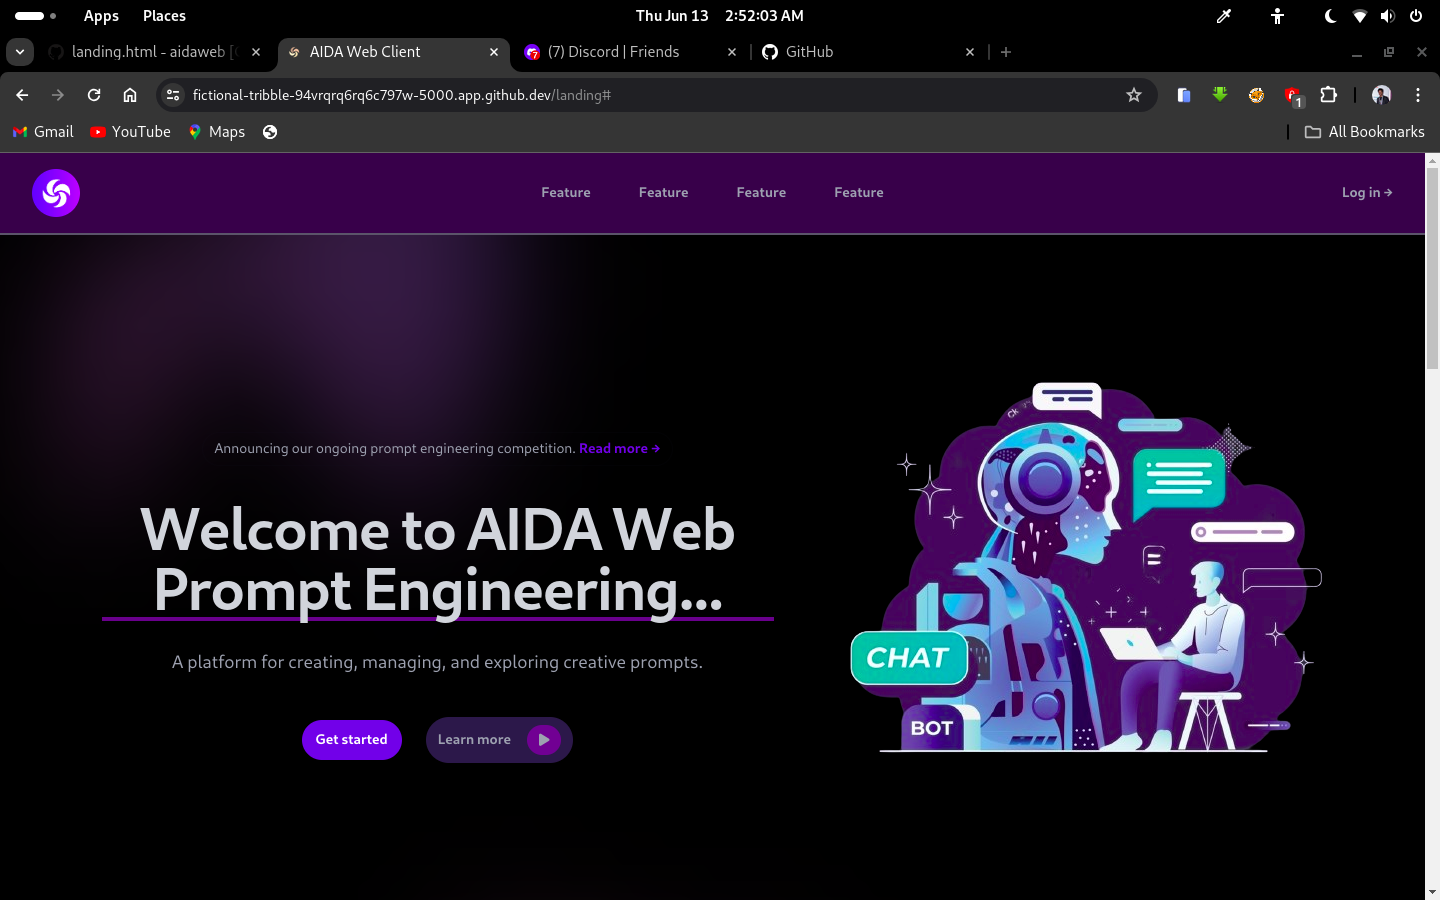 Apps Places Thu Jun 13 2:52:03 AM
landing.html - aidaweb [ AIDA Web Client (7) Discord | Friends GitHub
fictional-tribble-94vrqrq6rq6c797w-5000.app.github.dev/landing#
1
Gmail YouTube Maps All Bookmarks
Feature Feature Feature Feature Log in →
Announcing our ongoing prompt engineering competition. Read more →
Welcome to AIDA Web
Prompt Engineering...
A platform for creating, managing, and exploring creative prompts.
Get started Learn more
CHAT
BOT